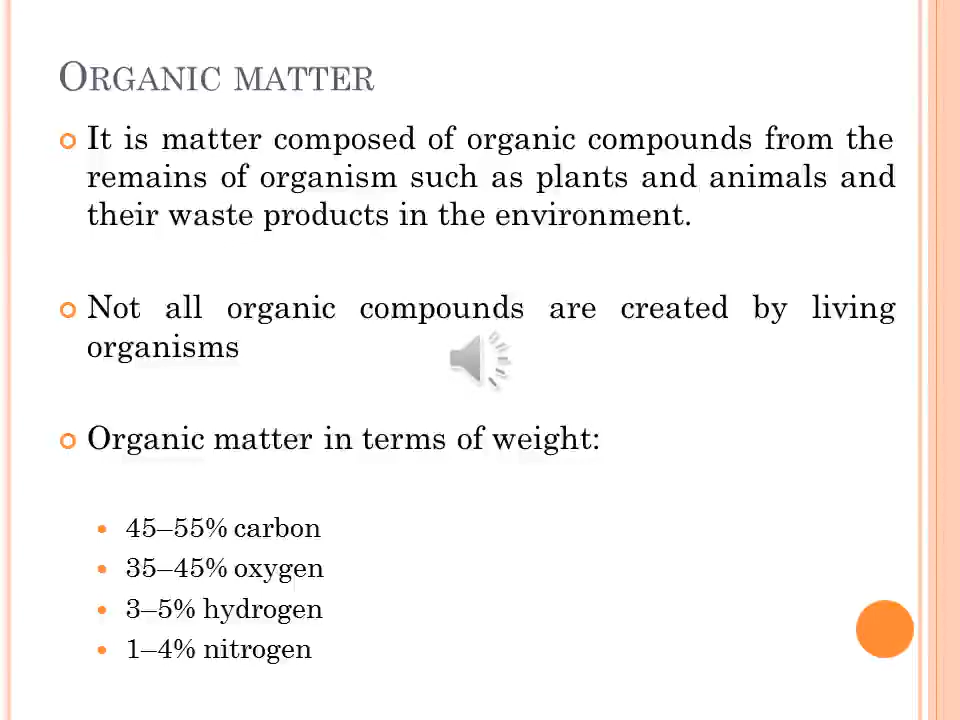 ORGANIC MATTER
It is matter composed of organic compounds from the
remains of organism such as plants and animals and
their waste products in the environment.
Not all organic compounds are created by living
organisms
Organic matter in terms of weight:
45–55% carbon
35–45% oxygen
3–5% hydrogen
1–4% nitrogen